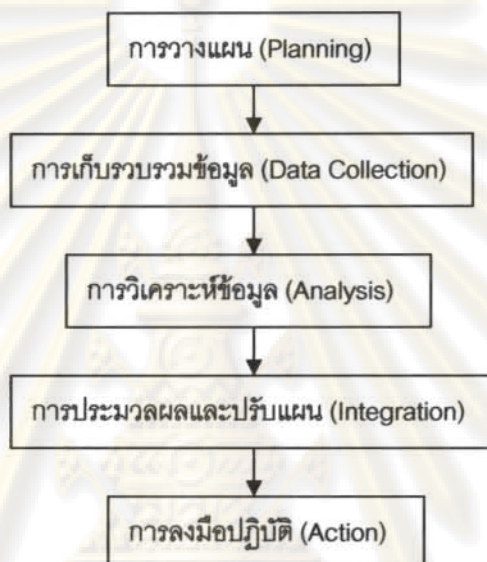 การวางแผน (Planning)
การเก็บรวบรวมข้อมูล (Data Collection)
การวิเคราะห์ข้อมูล (Analysis)
การประมวลผลและปรับแผน (Integration)
การลงมือปฏิบัติ (Action)